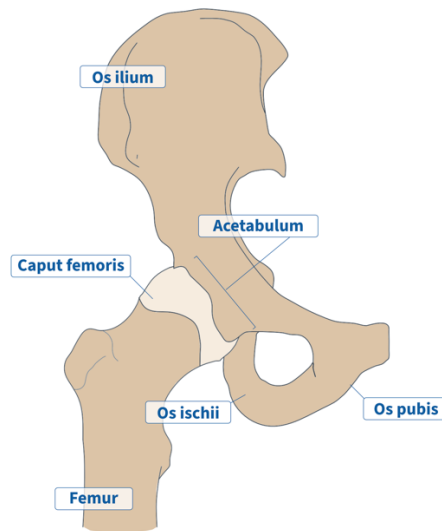 Os ilium
Acetabulum
Caput femoris
Os ischii
Os pubis
Femur